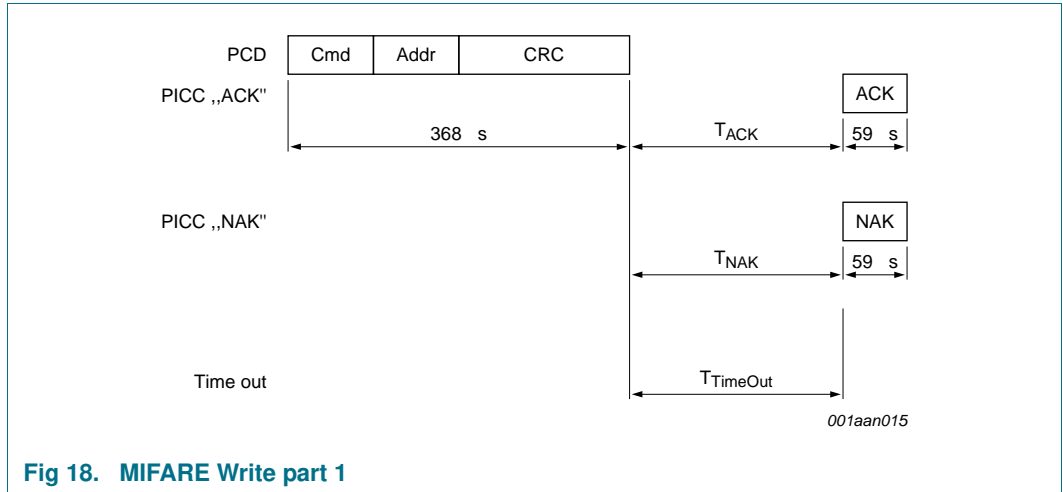 PCD Cmd Addr CRC
PICC ,,ACK" ACK
368 s TACK 59 s
PICC ,,NAK" NAK
TNAK 59 s
Time out TTimeOut
001aan015
Fig 18. MIFARE Write part 1